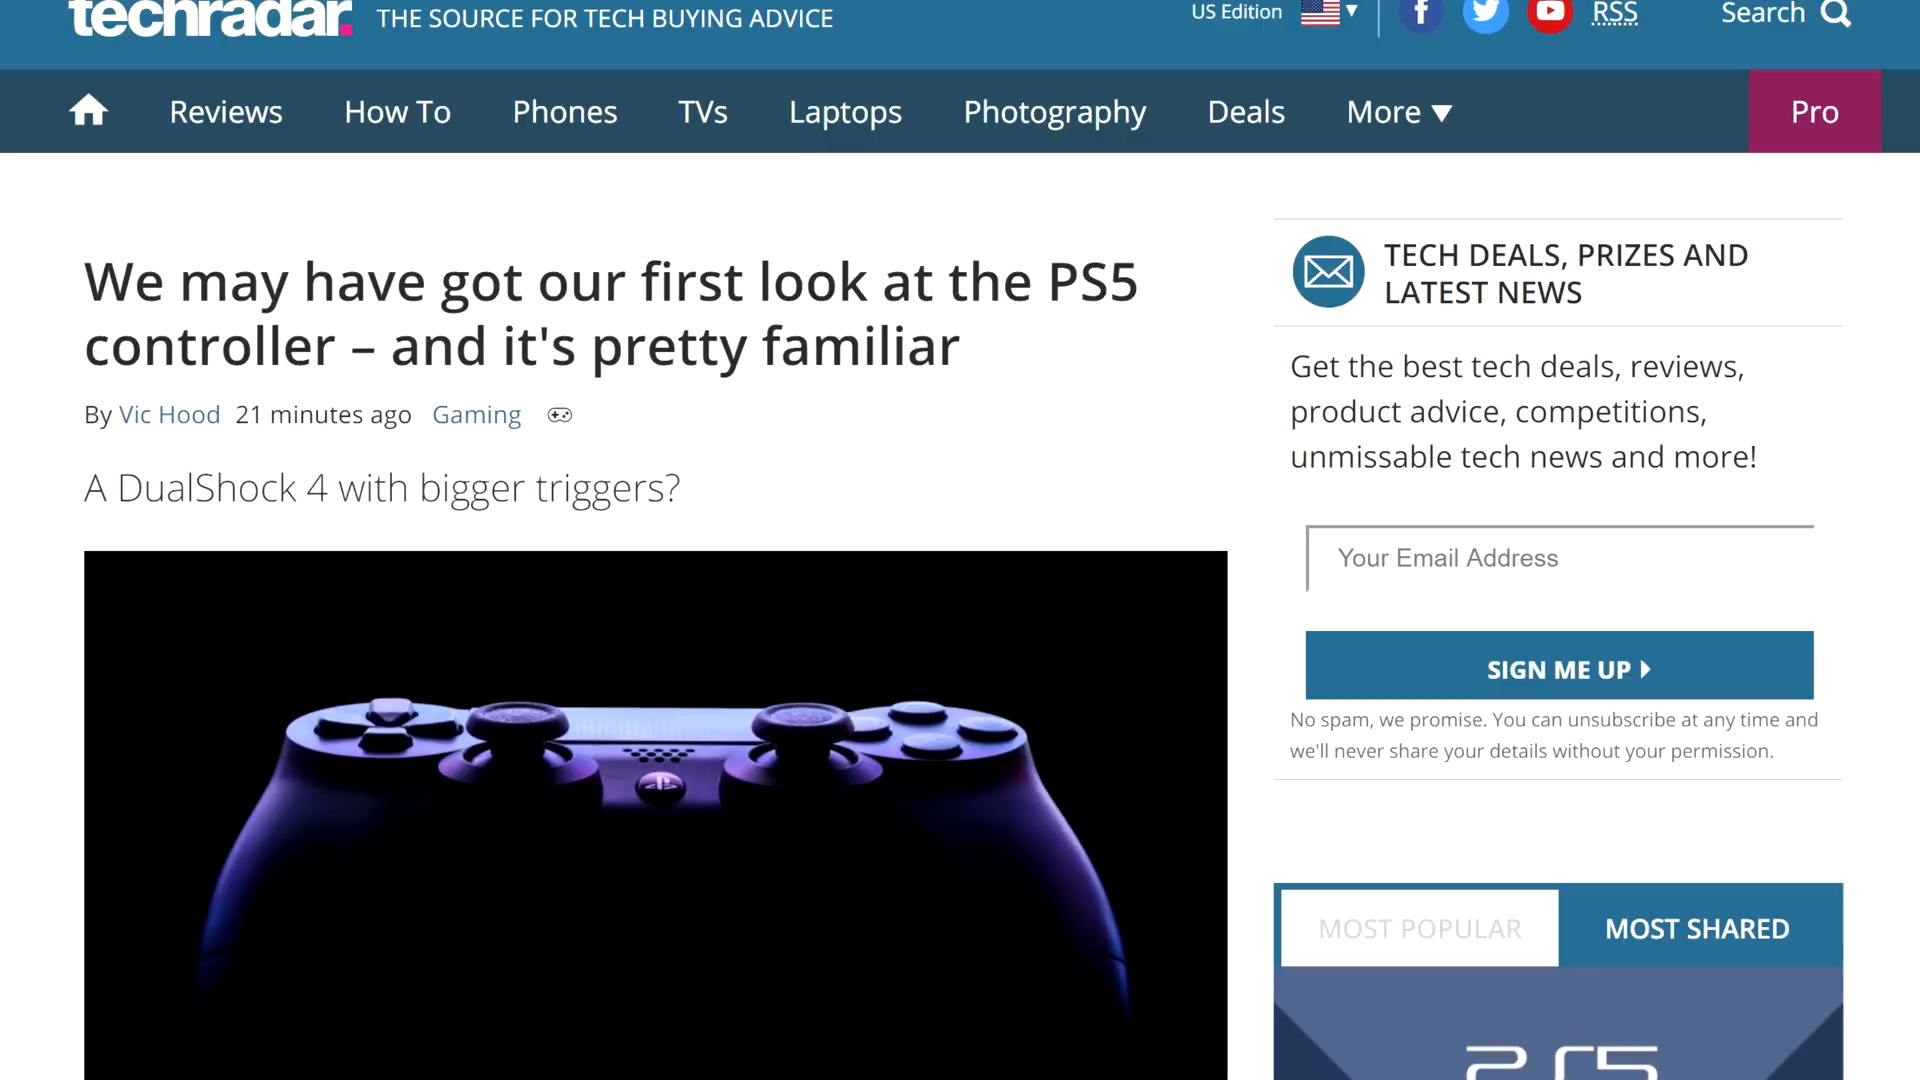 techradar.
THE SOURCE FOR TECH BUYING ADVICE
US Edition
RSS
Search
Reviews
How To
Phones
TVs
Laptops
Photography
Deals
More
Pro
We may have got our first look at the PS5
controller – and it's pretty familiar
By Vic Hood 21 minutes ago Gaming
A DualShock 4 with bigger triggers?
TECH DEALS, PRIZES AND
LATEST NEWS
Get the best tech deals, reviews,
product advice, competitions,
unmissable tech news and more!
Your Email Address
SIGN ME UP
No spam, we promise. You can unsubscribe at any time and
we'll never share your details without your permission.
MOST POPULAR
MOST SHARED
PS5